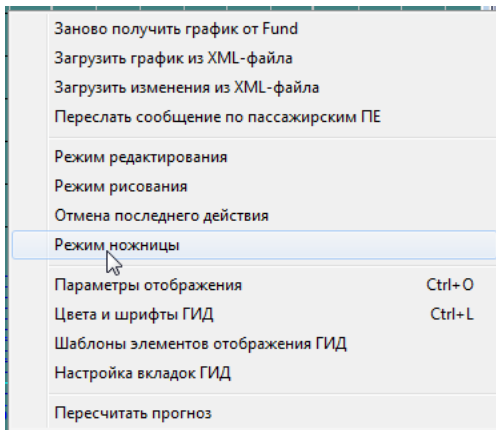 Заново получить график от Fund
Загрузить график из XML-файла
Загрузить изменения из XML-файла
Переслать сообщение по пассажирским ПЕ
Режим редактирования
Режим рисования
Отмена последнего действия
Режим ножницы
Параметры отображения Ctrl+O
Цвета и шрифты ГИД Ctrl+L
Шаблоны элементов отображения ГИД
Настройка вкладок ГИД
Пересчитать прогноз